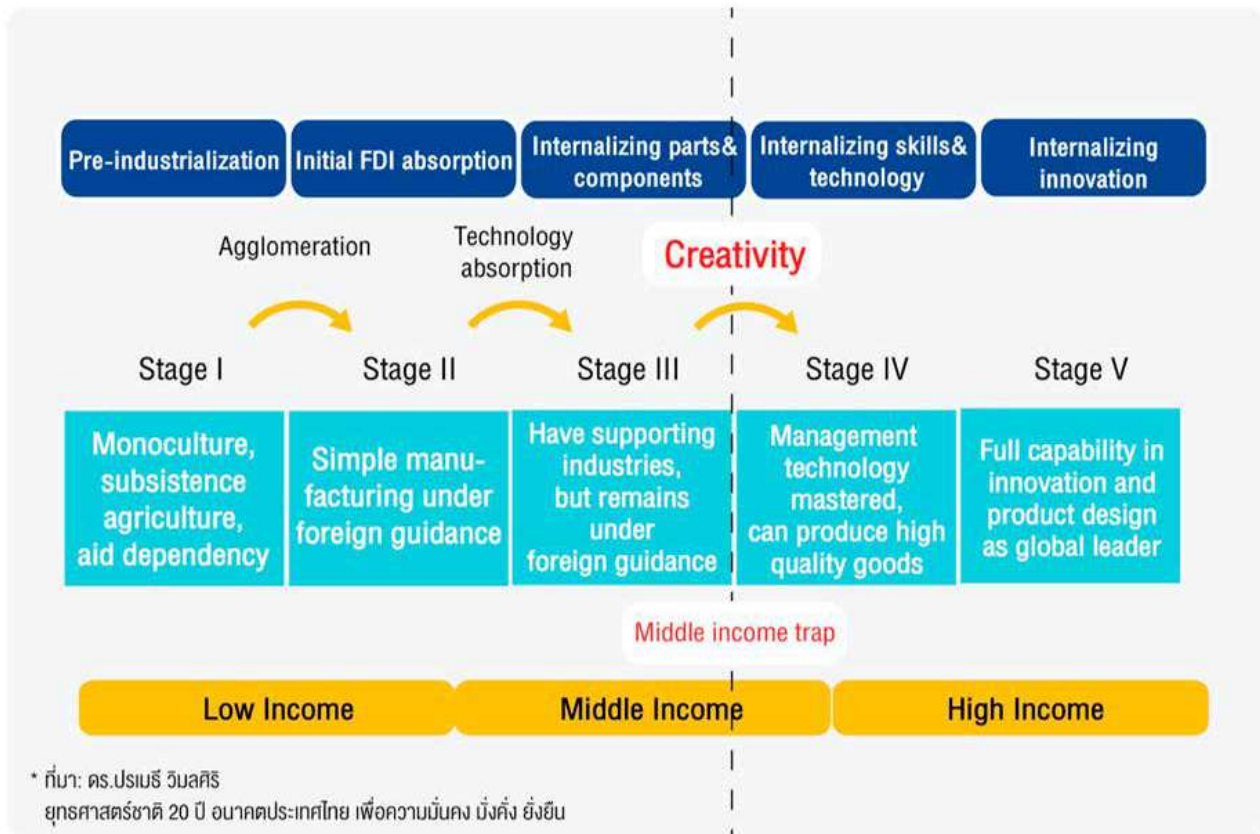 Pre-industrialization
Initial FDI absorption
Internalizing parts&
components
Internalizing skills&
technology
Internalizing
innovation
Agglomeration
Technology
absorption
Creativity
Stage I
Stage II
Stage III
Stage IV
Stage V
Monoculture,
subsistence
agriculture,
aid dependency
Simple manu-
facturing under
foreign guidance
Have supporting
industries,
but remains
under
foreign guidance
Management
technology
mastered,
can produce high
quality goods
Full capability in
innovation and
product design
as global leader
Middle income trap
Low Income
Middle Income
High Income
* ที่มา: ดร.ปรเมธี วิมลศิริ
ยุทธศาสตร์ชาติ 20 ปี อนาคตประเทศไทย เพื่อความมั่นคง มั่งคั่ง ยั่งยืน